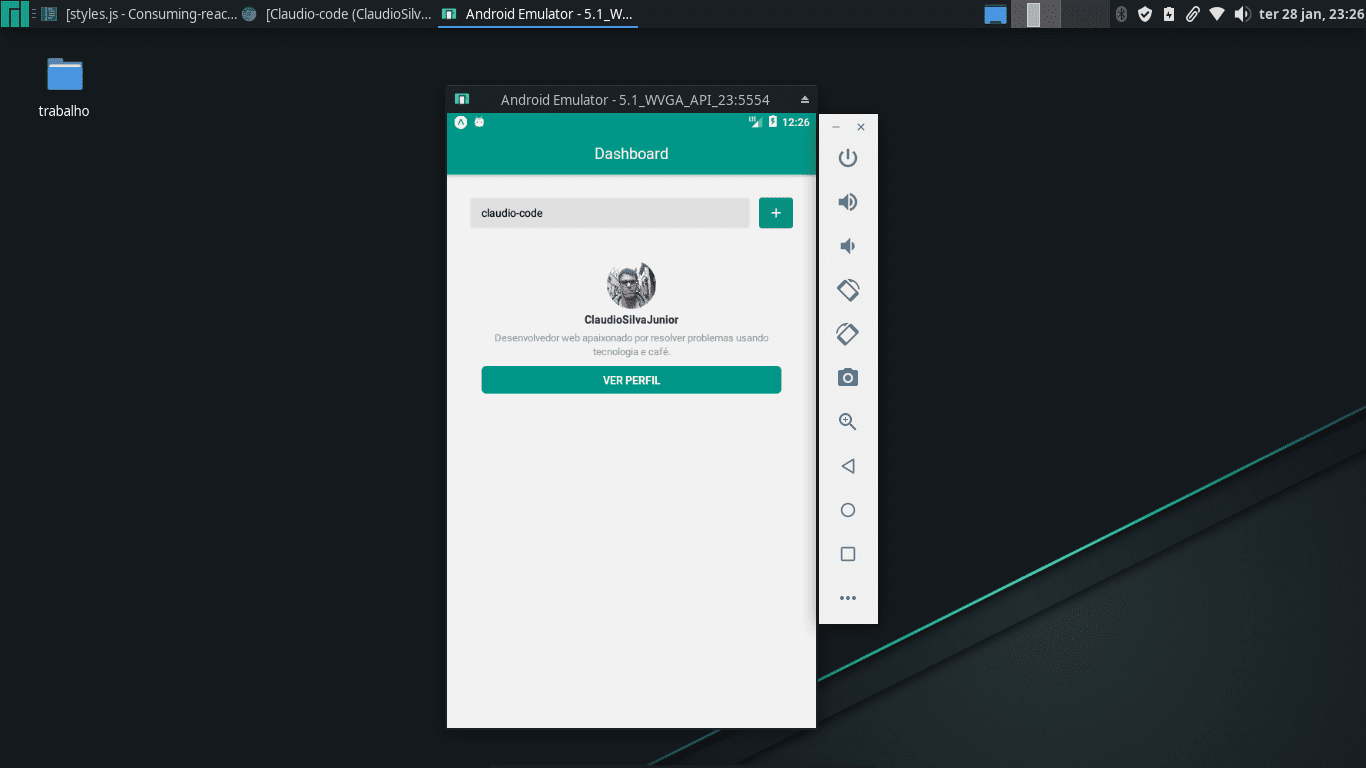 [styles.js - Consuming-reac...
[Claudio-code (ClaudioSilv...
Android Emulator - 5.1_W...
ter 28 jan, 23:26
trabalho
Android Emulator - 5.1_WVGA_API_23:5554
LTE
12:26
Dashboard
claudio-code
+
ClaudioSilvaJunior
Desenvolvedor web apaixonado por resolver problemas usando
tecnologia e café.
VER PERFIL